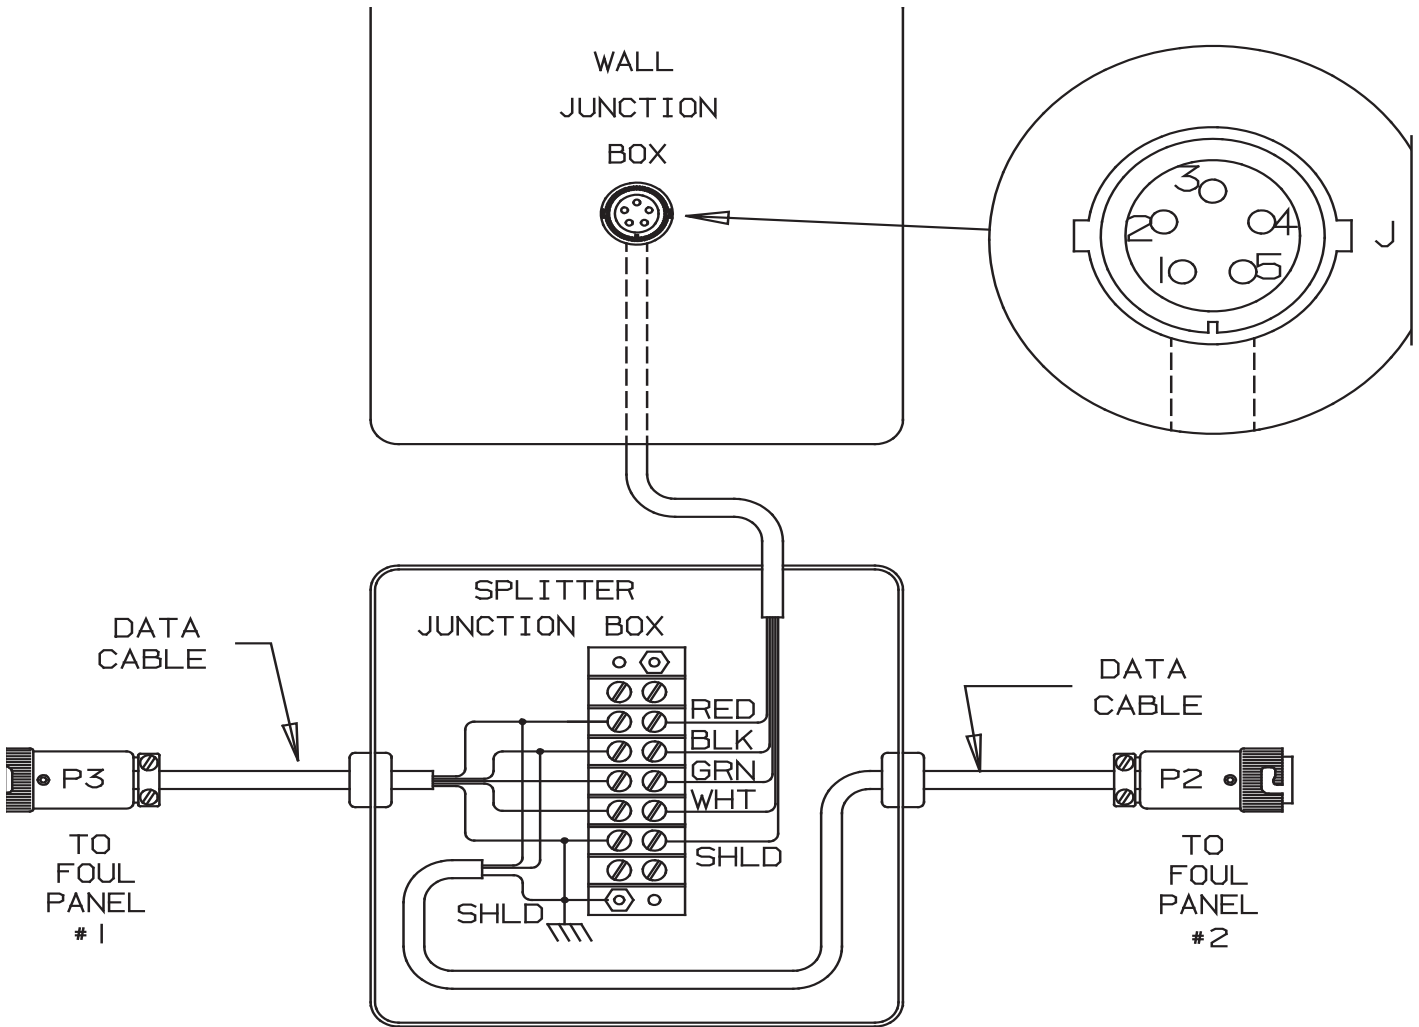 WALL
JUNCTION
BOX
3
2
4
1
5
J
SPLITTER
JUNCTION BOX
DATA
CABLE
RED
BLK
GRN
WHT
SHLD
SHLD
DATA
CABLE
P3
P2
TO
FOUL
PANEL
#1
TO
FOUL
PANEL
#2